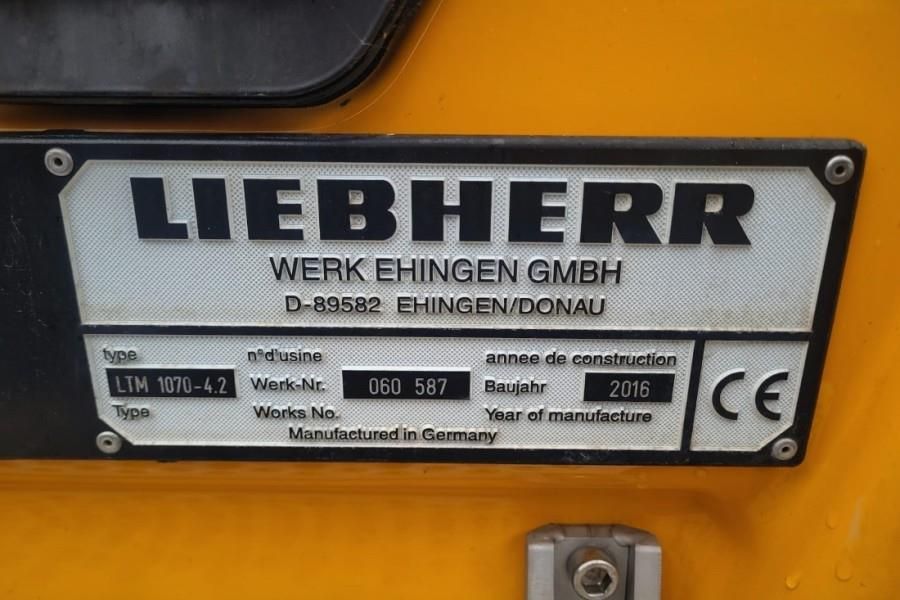 LIEBHERR
WERK EHINGEN GMBH
D-89582 EHINGEN/DONAU
type n°d'usine annee de construction
LTM 1070-4.2 Werk-Nr. 060 587 Baujahr 2016 CE
Type Works No. Year of manufacture
Manufactured in Germany